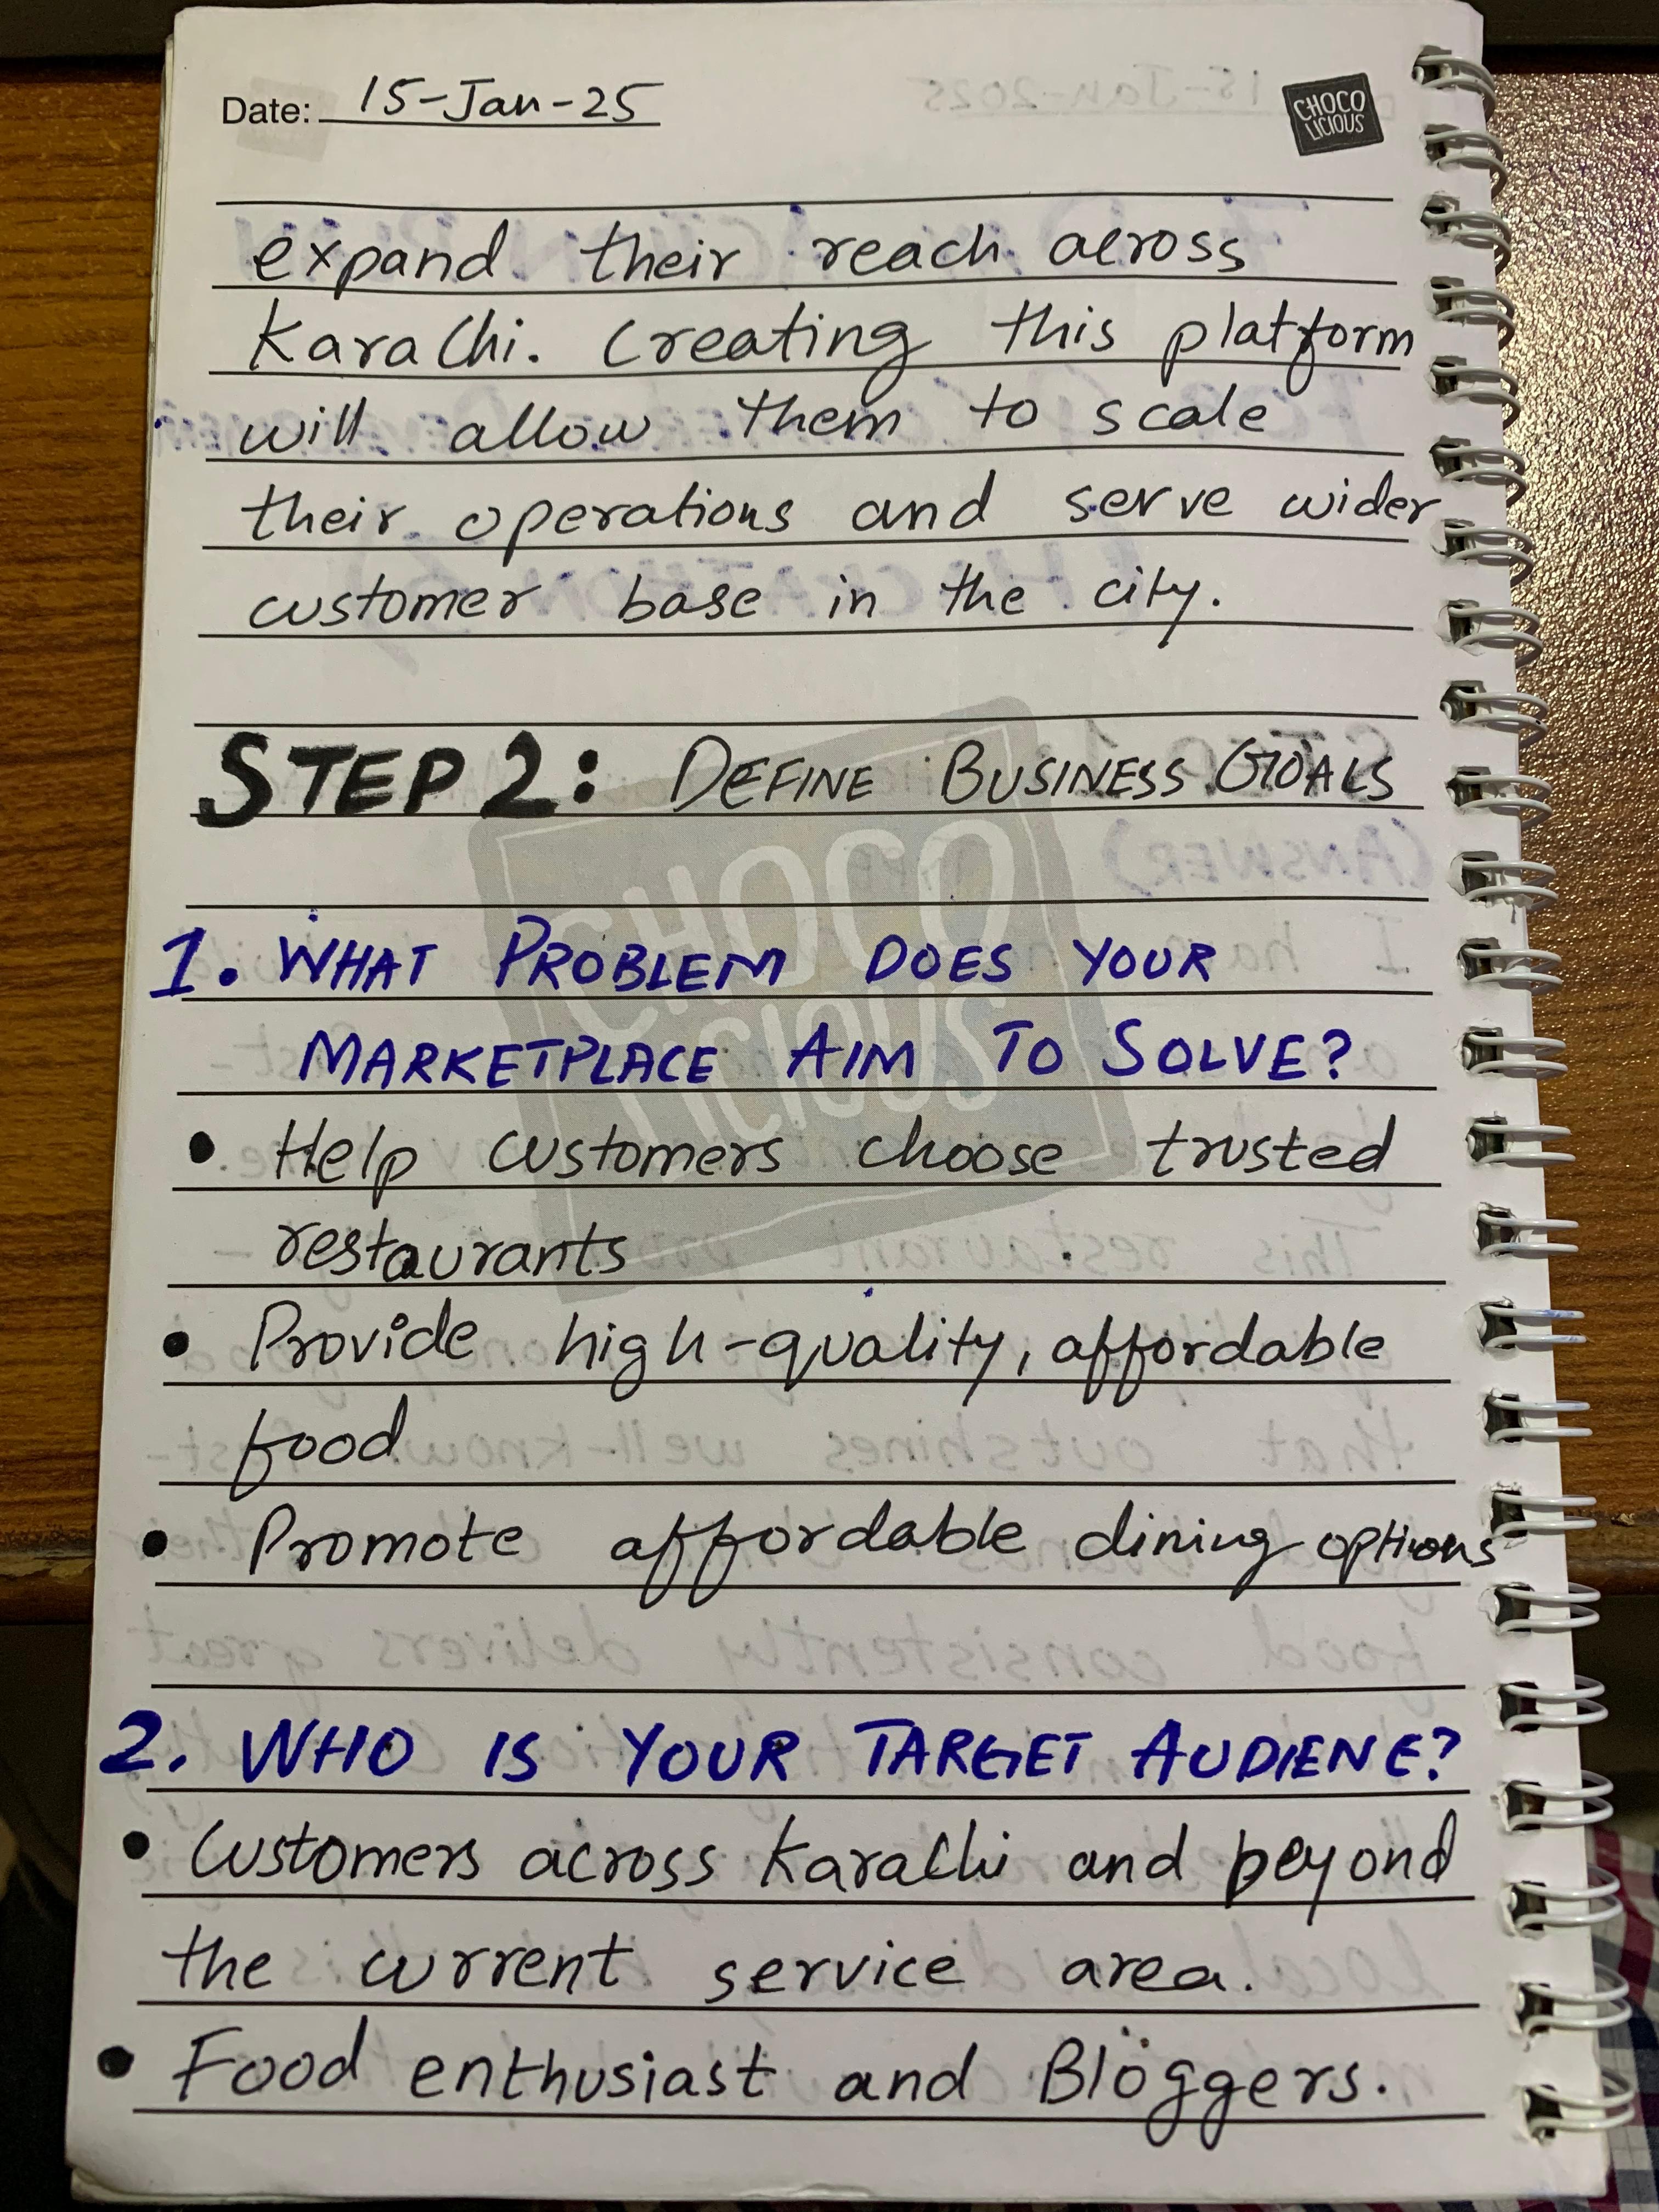 Date: 15-Jan-25
CHOCO
LICIOUS
expand their reach across
Karachi. Creating this platform
will allow them to scale
their operations and serve wider
customer base in the city.
STEP 2: DEFINE BUSINESS GOALS
1. WHAT PROBLEM DOES YOUR
MARKETPLACE AIM TO SOLVE?
• Help customers choose trusted
restaurants
• Provide high-quality, affordable
food
• Promote affordable dining options
2. WHO IS YOUR TARGET AUDIENE?
• Customers across Karachi and beyond
the current service area.
• Food enthusiast and Bloggers.
CHOCO
LICIOUS